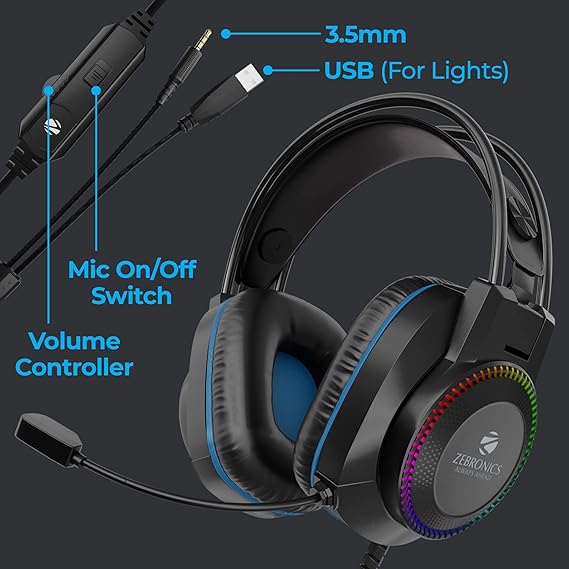 3.5mm
USB (For Lights)
Mic On/Off
Switch
Volume
Controller
ZEBRONICS
ALWAYS AHEAD